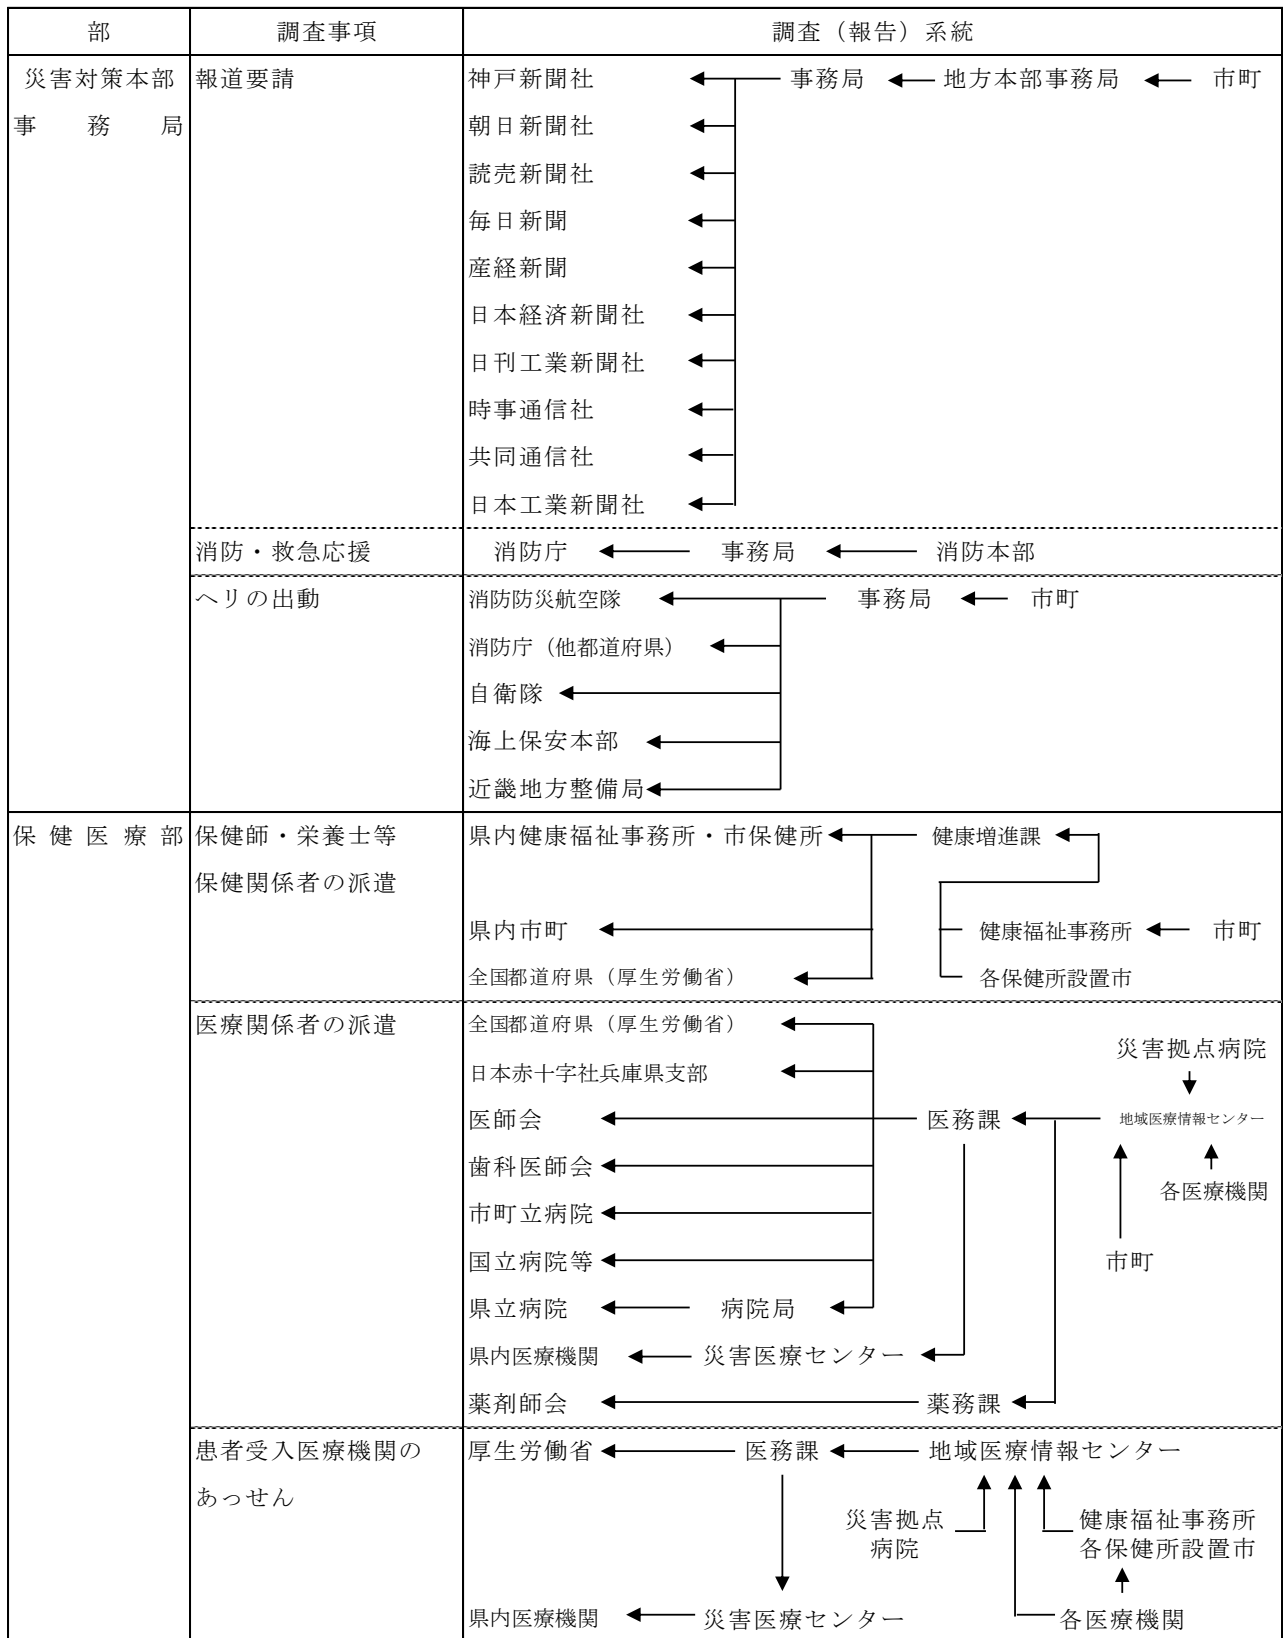 部 調査事項 調査（報告）系統
災害対策本部 報道要請 神戸新聞社 事務局 地方本部事務局 市町
事務局 朝日新聞社
読売新聞社
毎日新聞
産経新聞
日本経済新聞社
日刊工業新聞社
時事通信社
共同通信社
日本工業新聞社
消防・救急応援 消防庁 事務局 消防本部
ヘリの出動 消防防災航空隊 事務局 市町
消防庁（他都道府県）
自衛隊
海上保安本部
近畿地方整備局
保健医療部 保健師・栄養士等 県内健康福祉事務所・市保健所 健康増進課
保健関係者の派遣
県内市町 健康福祉事務所 市町
全国都道府県（厚生労働省） 各保健所設置市
医療関係者の派遣 全国都道府県（厚生労働省）
災害拠点病院
日本赤十字社兵庫県支部
医師会 医務課 地域医療情報センター
歯科医師会
各医療機関
市町立病院
国立病院等 市町
県立病院 病院局
県内医療機関 災害医療センター
薬剤師会 薬務課
患者受入医療機関の 厚生労働省 医務課 地域医療情報センター
あっせん
災害拠点 健康福祉事務所
病院 各保健所設置市
県内医療機関 災害医療センター 各医療機関